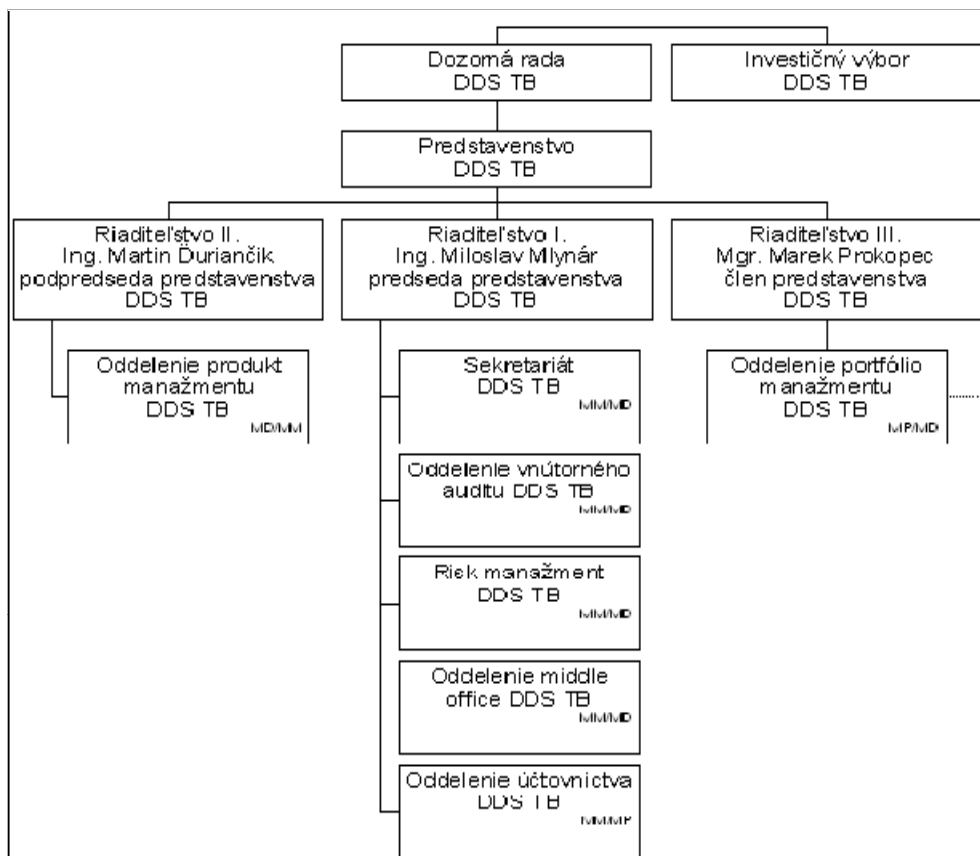 Dozorná rada
DDS TB
Investičný výbor
DDS TB
Predstavenstvo
DDS TB
Riaditeľstvo II.
Ing. Martin Ďuriančik
podpredseda predstavenstva
DDS TB
Riaditeľstvo I.
Ing. Miloslav Mlynár
predseda predstavenstva
DDS TB
Riaditeľstvo III.
Mgr. Marek Prokopec
člen predstavenstva
DDS TB
Oddelenie produkt
manažmentu
DDS TB
MD/MM
Sekretariát
DDS TB
MM/MD
Oddelenie portfólio
manažmentu
DDS TB
MP/MD
Oddelenie vnútorného
auditu DDS TB
MM/MD
Risk manažment
DDS TB
MM/MD
Oddelenie middle
office DDS TB
MM/MD
Oddelenie účtovníctva
DDS TB
MM/MP